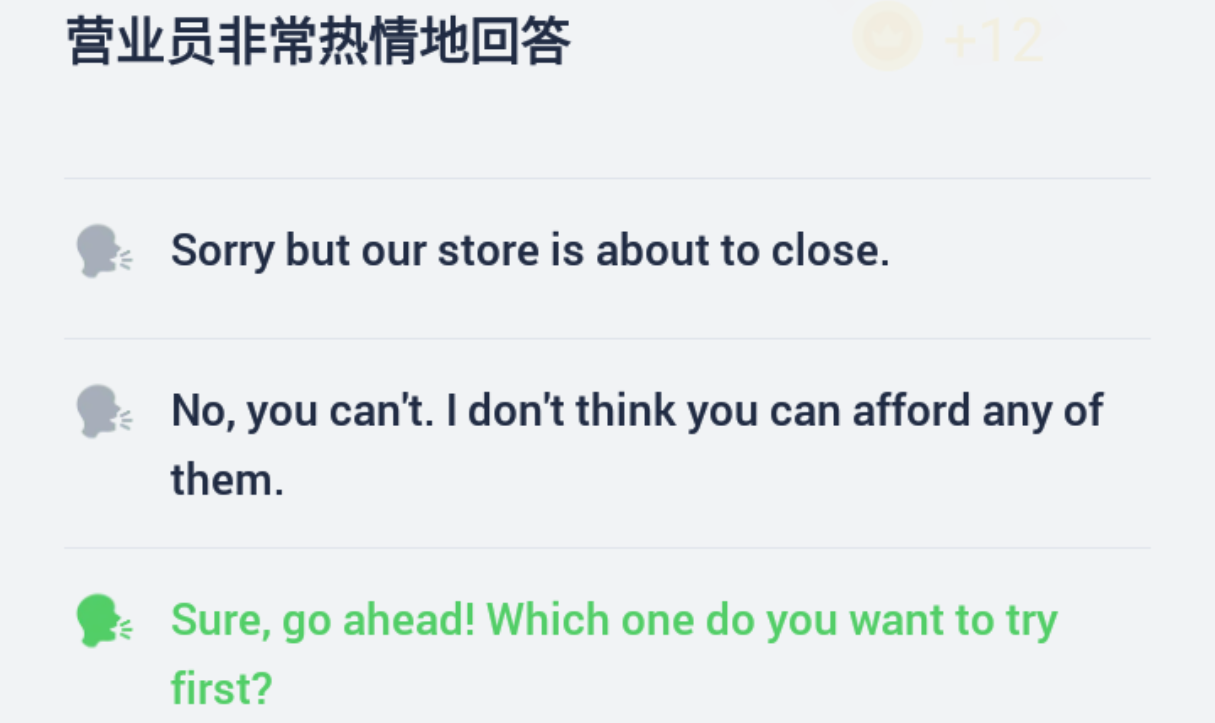 营业员非常热情地回答
+12
Sorry but our store is about to close.
No, you can't. I don't think you can afford any of
them.
Sure, go ahead! Which one do you want to try
first?